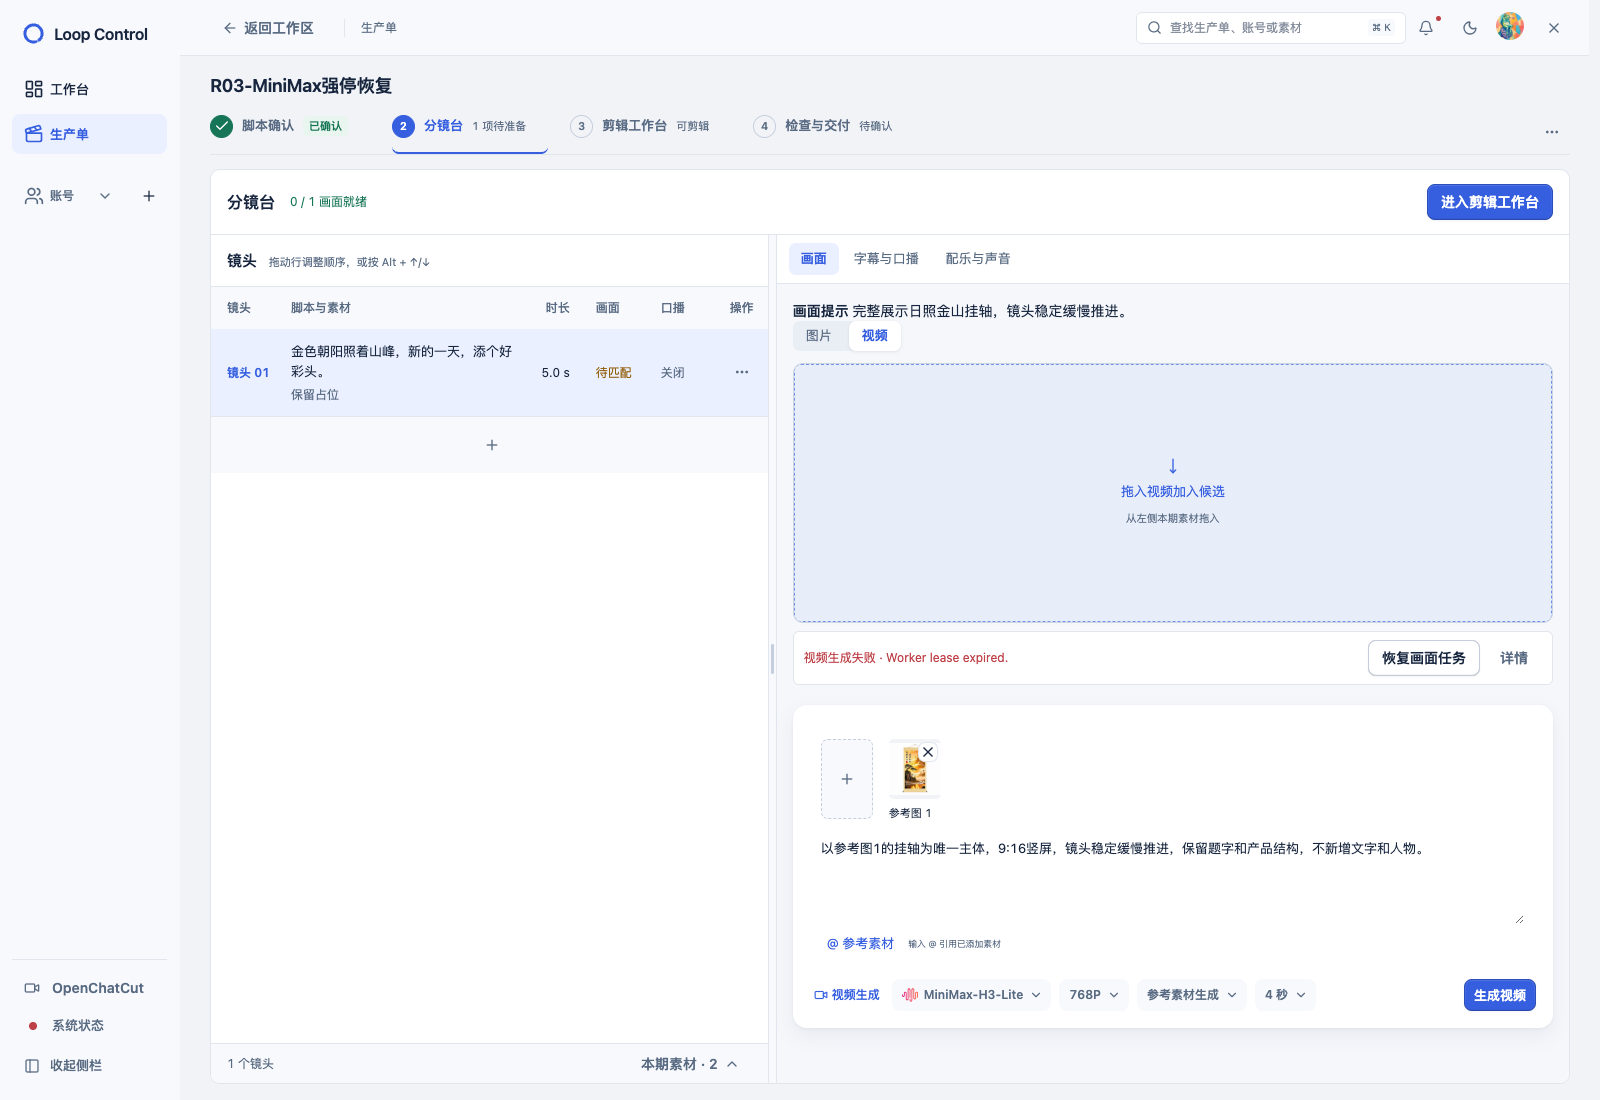 Loop Control
工作台
生产单
账号
OpenChatCut
系统状态
收起侧栏
返回工作区
生产单
查找生产单、账号或素材
⌘ K
R03-MiniMax强停恢复
脚本确认 已确认
2 分镜台 1 项待准备
3 剪辑工作台 可剪辑
4 检查与交付 待确认
分镜台 0 / 1 画面就绪
进入剪辑工作台
镜头 拖动行调整顺序，或按 Alt + ↑/↓
镜头 脚本与素材 时长 画面 口播 操作
镜头 01
金色朝阳照着山峰，新的一天，添个好
彩头。
保留占位
5.0 s
待匹配
关闭
1 个镜头
本期素材 · 2
画面 字幕与口播 配乐与声音
画面提示 完整展示日照金山挂轴，镜头稳定缓慢推进。
图片 视频
拖入视频加入候选
从左侧本期素材拖入
视频生成失败 · Worker lease expired.
恢复画面任务 详情
参考图 1
以参考图1的挂轴为唯一主体，9:16竖屏，镜头稳定缓慢推进，保留题字和产品结构，不新增文字和人物。
@ 参考素材 输入 @ 引用已添加素材
视频生成 MiniMax-H3-Lite 768P 参考素材生成 4 秒 生成视频